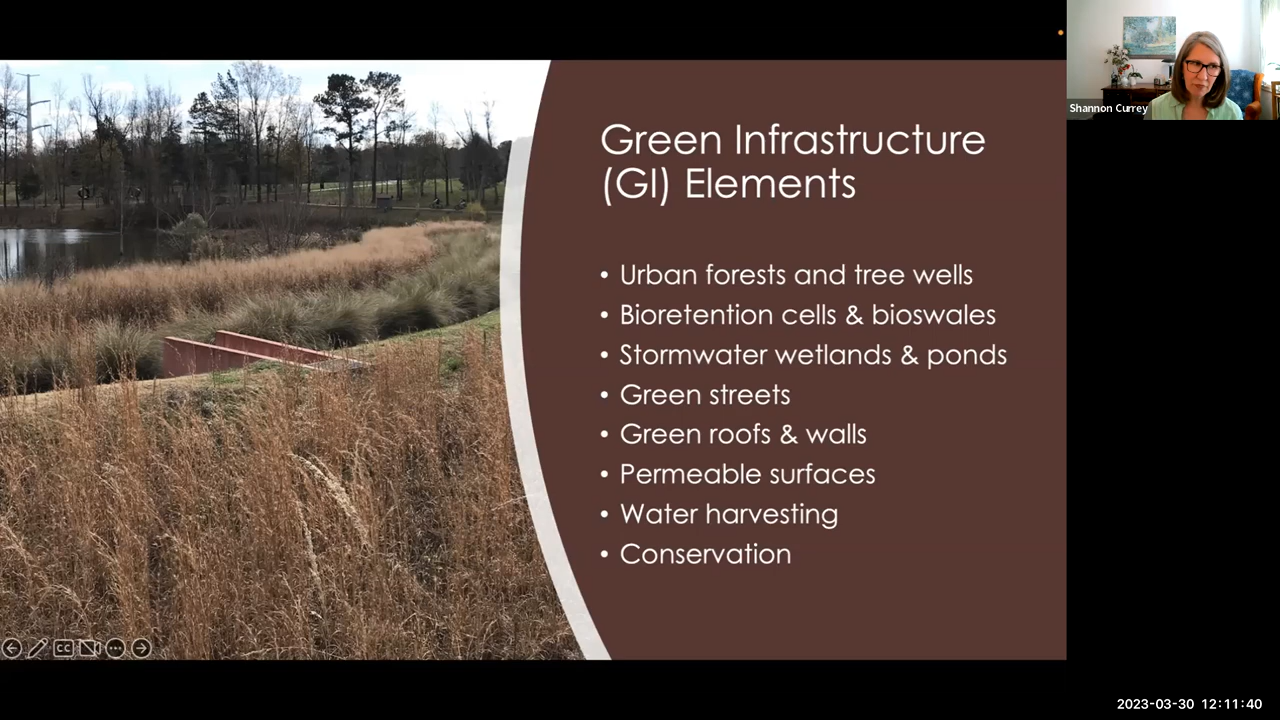 Shannon Currey
Green Infrastructure
(GI) Elements
• Urban forests and tree wells
• Bioretention cells & bioswales
• Stormwater wetlands & ponds
• Green streets
• Green roofs & walls
• Permeable surfaces
• Water harvesting
• Conservation
CC
2023-03-30 12:11:40